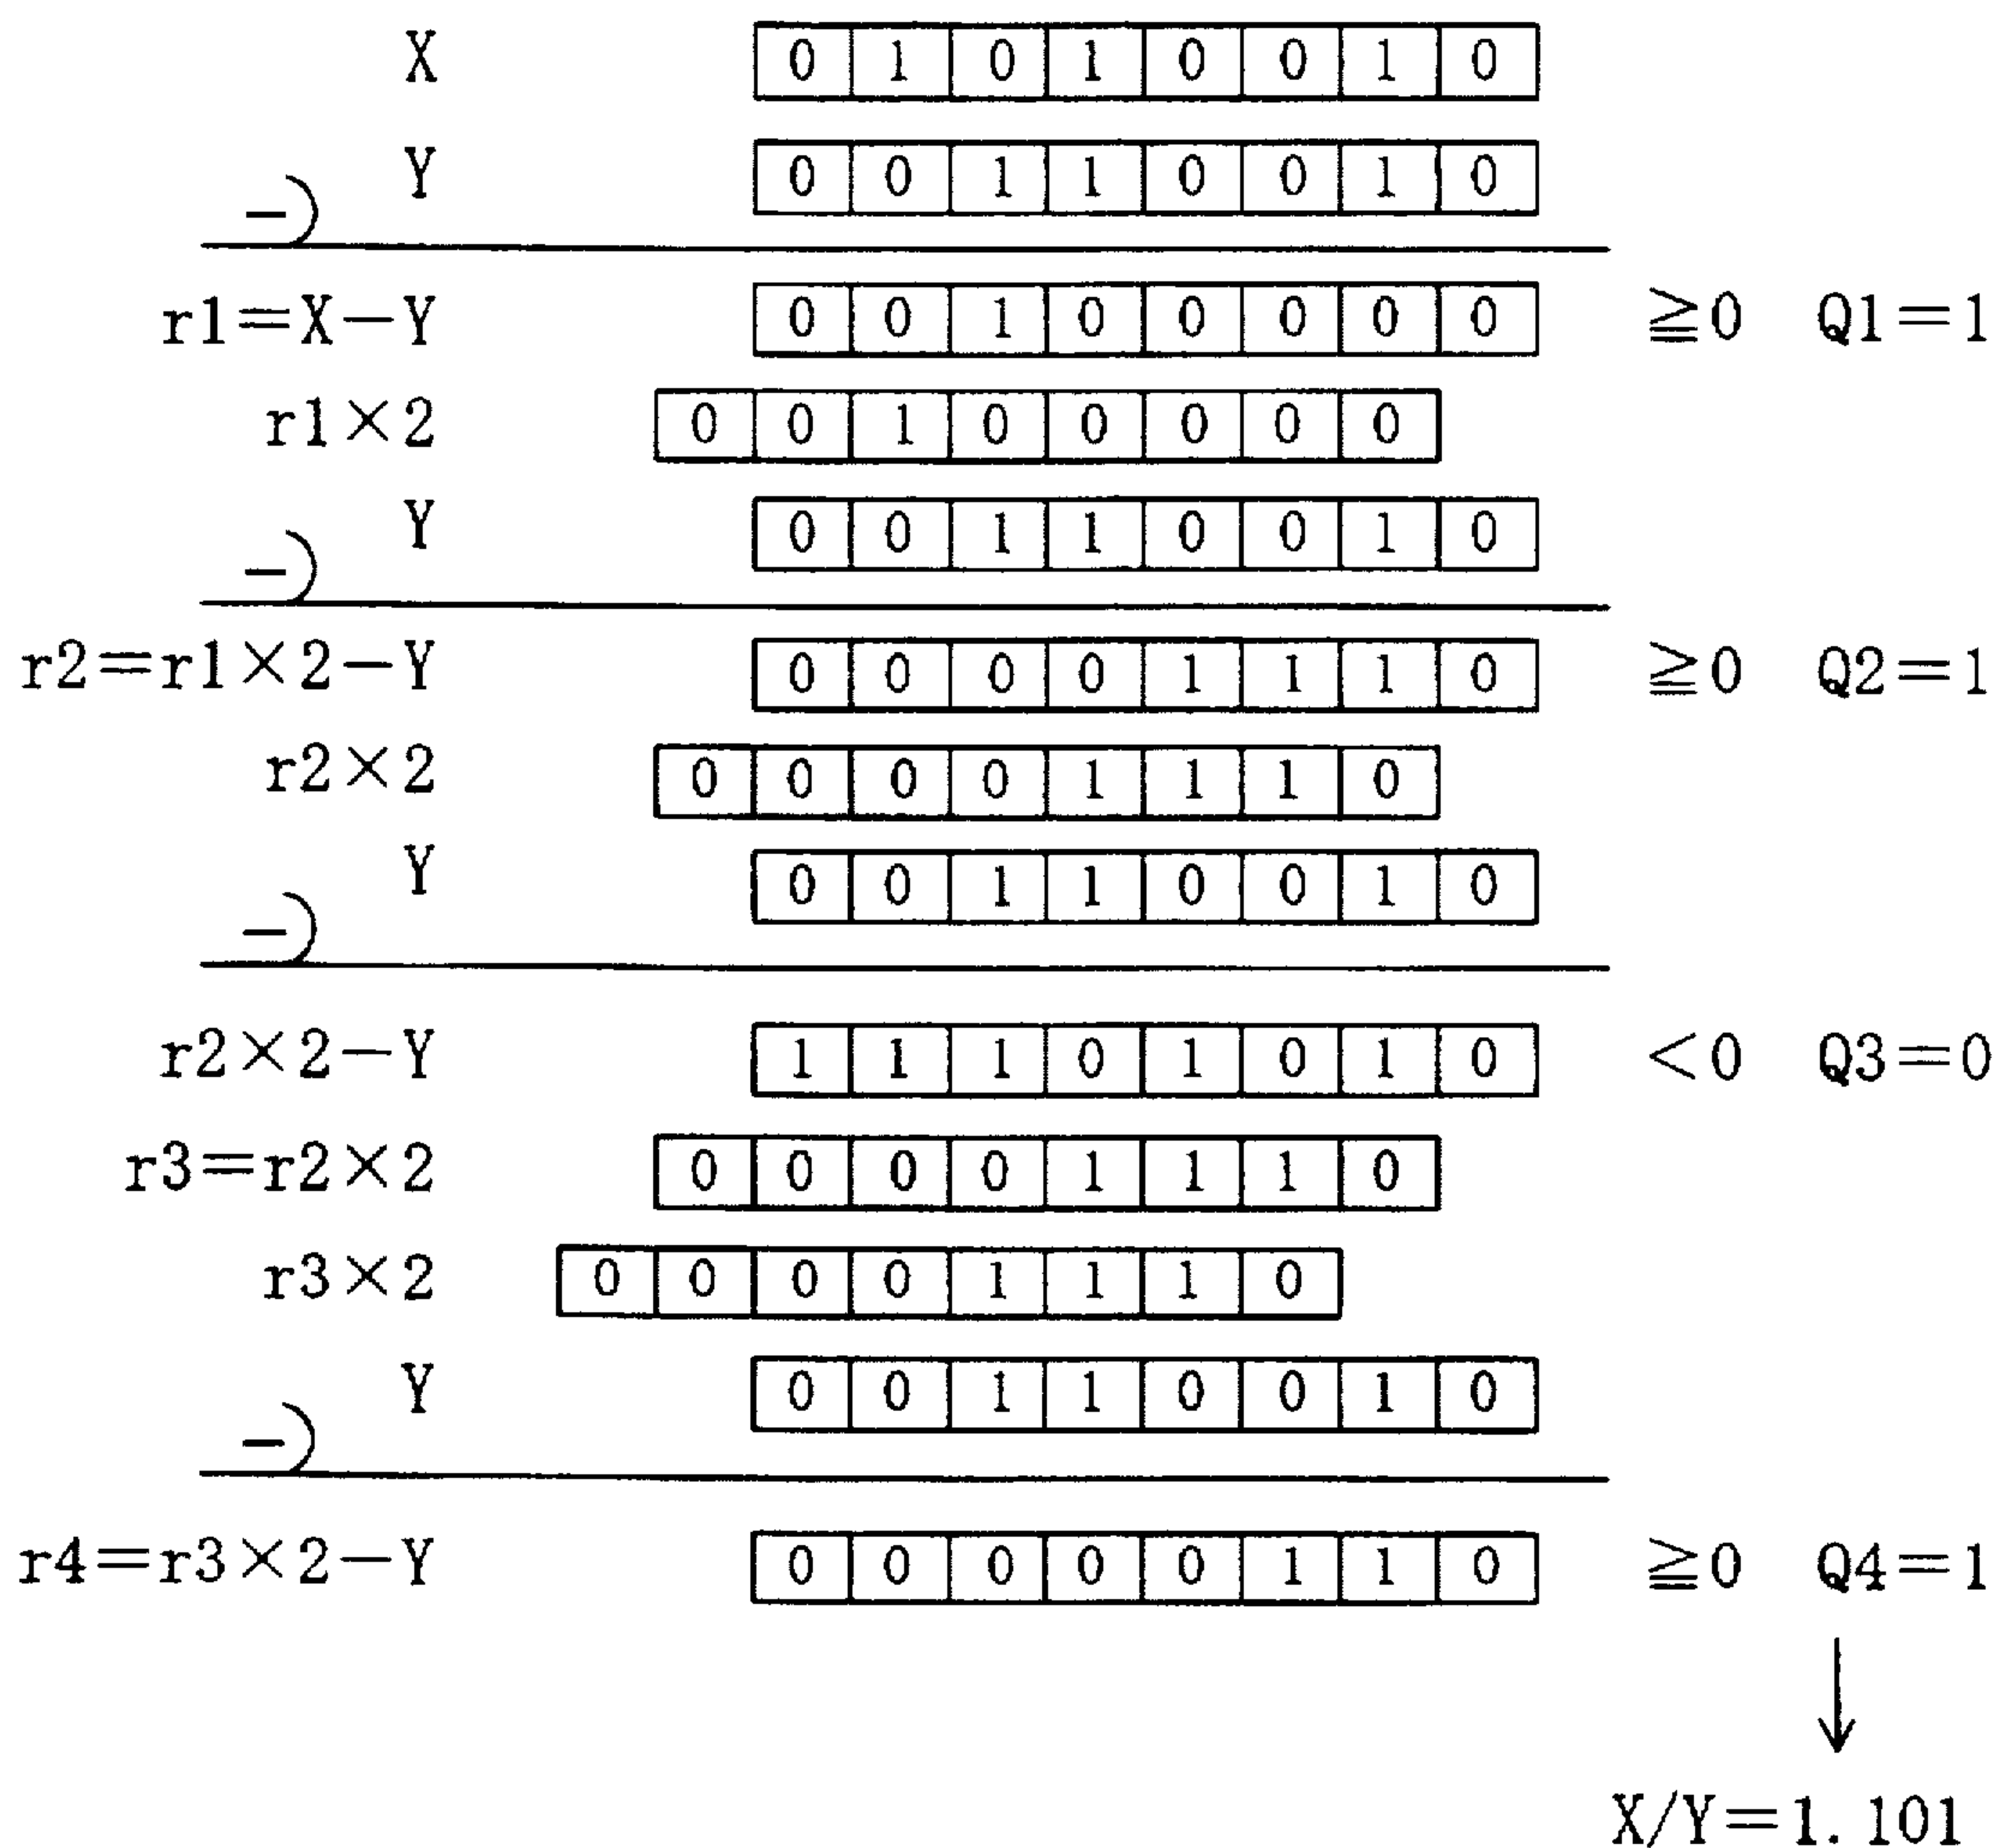 X 0 1 0 1 0 0 1 0
Y 0 0 1 1 0 0 1 0
−)
r1=X−Y 0 0 1 0 0 0 0 0 ≧0 Q1=1
r1×2 0 0 1 0 0 0 0 0
Y 0 0 1 1 0 0 1 0
−)
r2=r1×2−Y 0 0 0 0 1 1 1 0 ≧0 Q2=1
r2×2 0 0 0 0 1 1 1 0
Y 0 0 1 1 0 0 1 0
−)
r2×2−Y 1 1 1 0 1 0 1 0 <0 Q3=0
r3=r2×2 0 0 0 0 1 1 1 0
r3×2 0 0 0 0 1 1 1 0
Y 0 0 1 1 0 0 1 0
−)
r4=r3×2−Y 0 0 0 0 0 1 1 0 ≧0 Q4=1
X/Y=1.101